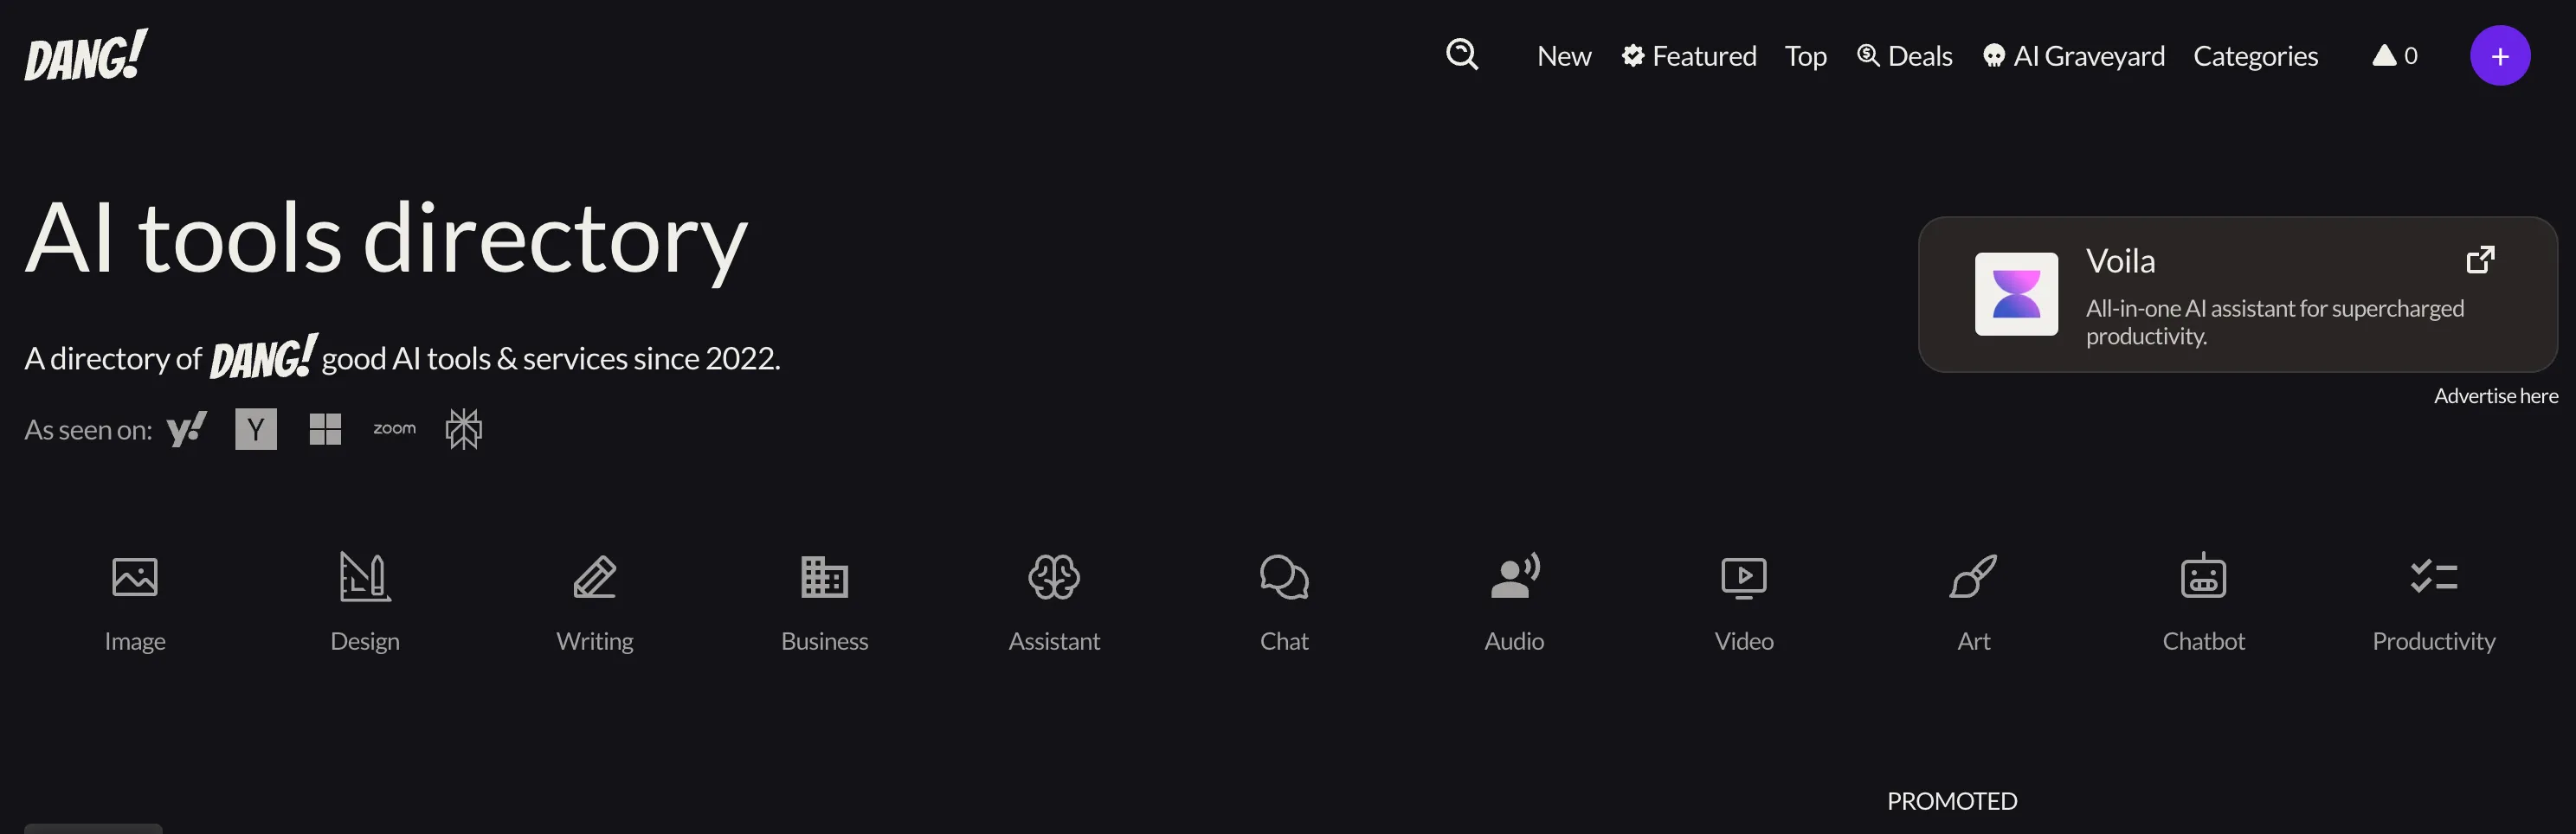 DANG!
New Featured Top Deals AI Graveyard Categories 0 +
AI tools directory
A directory of DANG! good AI tools & services since 2022.
As seen on: y! Y zoom
Voila
All-in-one AI assistant for supercharged
productivity.
Advertise here
Image Design Writing Business Assistant Chat Audio Video Art Chatbot Productivity
PROMOTED